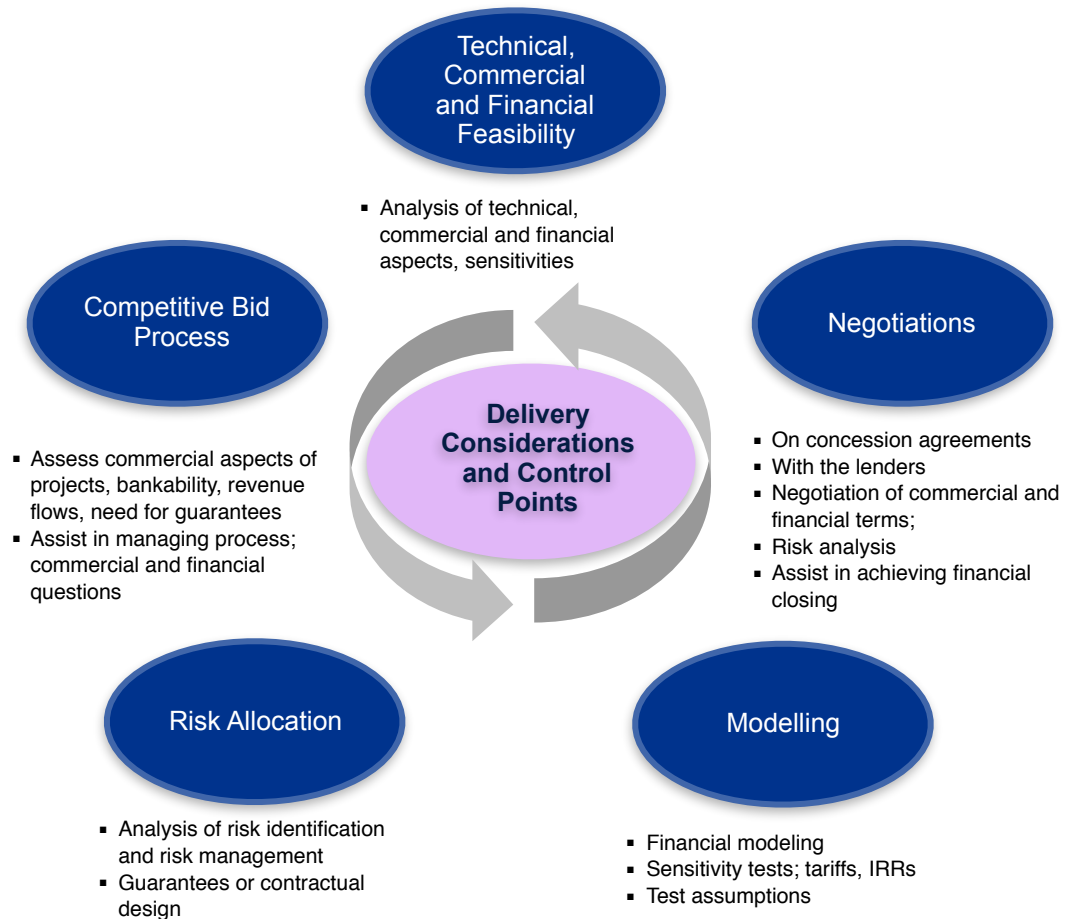 Technical,
Commercial
and Financial
Feasibility
▪ Analysis of technical,
commercial and financial
aspects, sensitivities
Competitive Bid
Process
▪ Assess commercial aspects of
projects, bankability, revenue
flows, need for guarantees
▪ Assist in managing process;
commercial and financial
questions
Delivery
Considerations
and Control
Points
Negotiations
▪ On concession agreements
▪ With the lenders
▪ Negotiation of commercial and
financial terms;
▪ Risk analysis
▪ Assist in achieving financial
closing
Risk Allocation
▪ Analysis of risk identification
and risk management
▪ Guarantees or contractual
design
Modelling
▪ Financial modeling
▪ Sensitivity tests; tariffs, IRRs
▪ Test assumptions